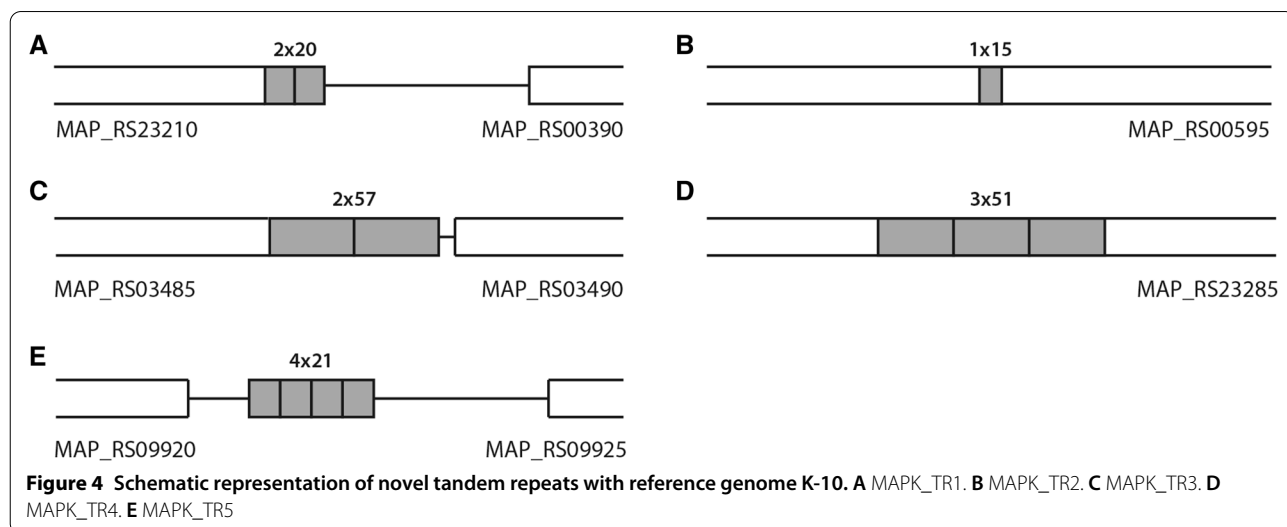 A
2x20
MAP_RS23210
MAP_RS00390
B
1x15
MAP_RS00595
C
2x57
MAP_RS03485
MAP_RS03490
D
3x51
MAP_RS23285
E
4x21
MAP_RS09920
MAP_RS09925
Figure 4 Schematic representation of novel tandem repeats with reference genome K-10. A MAPK_TR1. B MAPK_TR2. C MAPK_TR3. D
MAPK_TR4. E MAPK_TR5